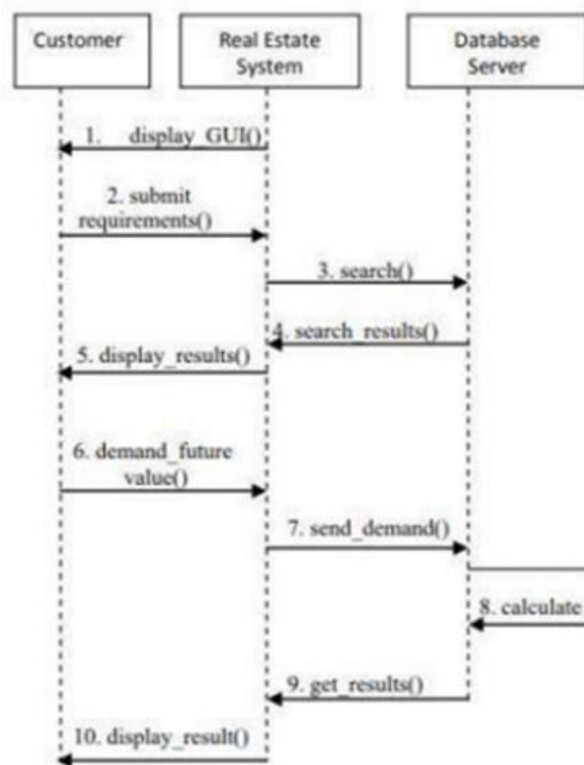 Customer
Real Estate
System
Database
Server
1. display_GUI()
2. submit
requirements()
3. search()
4. search_results()
5. display_results()
6. demand_future
value()
7. send_demand()
8. calculate
9. get_results()
10. display_result()